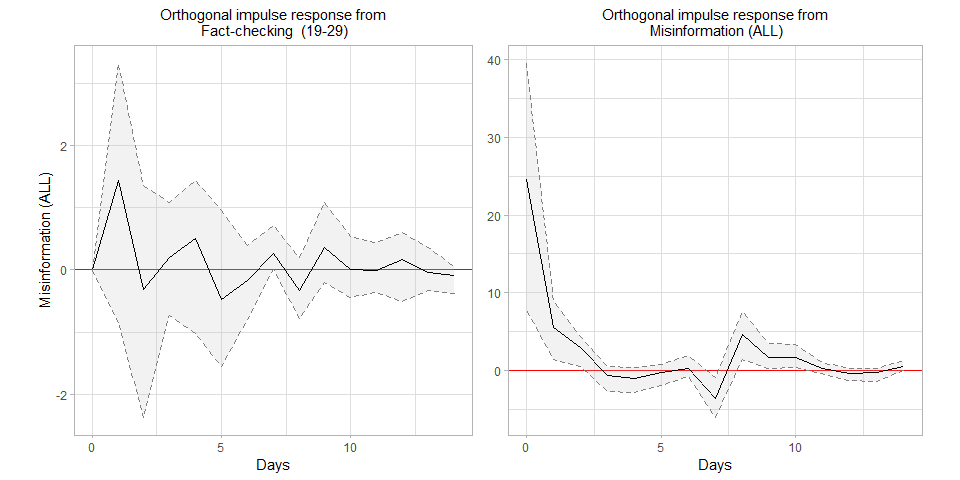 Orthogonal impulse response from
Fact-checking (19-29)
Misinformation (ALL)
2
0
-2
0
5
10
Days
Orthogonal impulse response from
Misinformation (ALL)
40
30
20
10
0
0
5
10
Days